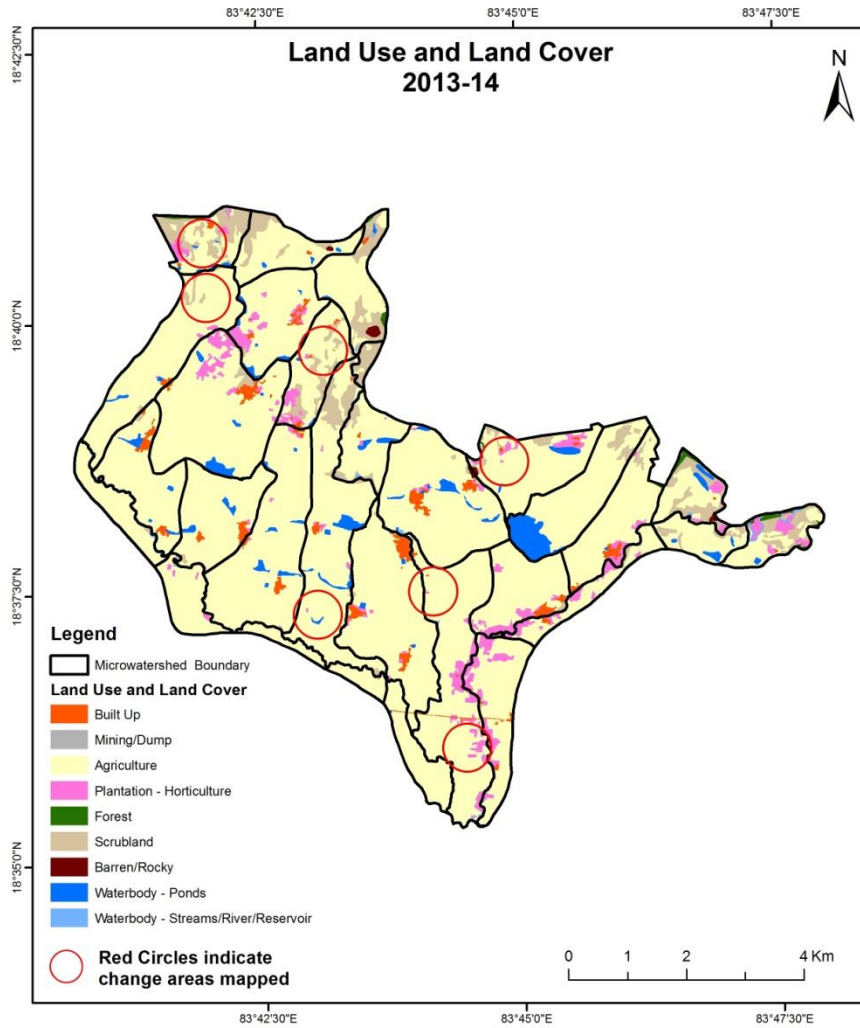 83°42'30"E 83°45'0"E 83°47'30"E
Land Use and Land Cover
2013-14
N
18°42'30"N
18°40'0"N
18°37'30"N
18°35'0"N
Legend
Microwatershed Boundary
Land Use and Land Cover
Built Up
Mining/Dump
Agriculture
Plantation - Horticulture
Forest
Scrubland
Barren/Rocky
Waterbody - Ponds
Waterbody - Streams/River/Reservoir
Red Circles indicate
change areas mapped
0 1 2 4 Km
83°42'30"E 83°45'0"E 83°47'30"E